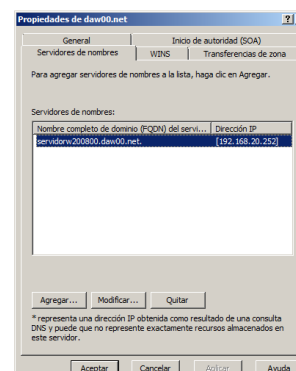 Propiedades de daw00.net
General
Inicio de autoridad (SOA)
Servidores de nombres
WINS
Transferencias de zona
Para agregar servidores de nombres a la lista, haga clic en Agregar.
Servidores de nombres:
Nombre completo de dominio (FQDN) del servi...
Dirección IP
servidorw200800.daw00.net.
[192.168.20.252]
Agregar...
Modificar...
Quitar
* representa una dirección IP obtenida como resultado de una consulta
DNS y puede que no represente exactamente recursos almacenados en
este servidor.
Aceptar
Cancelar
Aplicar
Ayuda